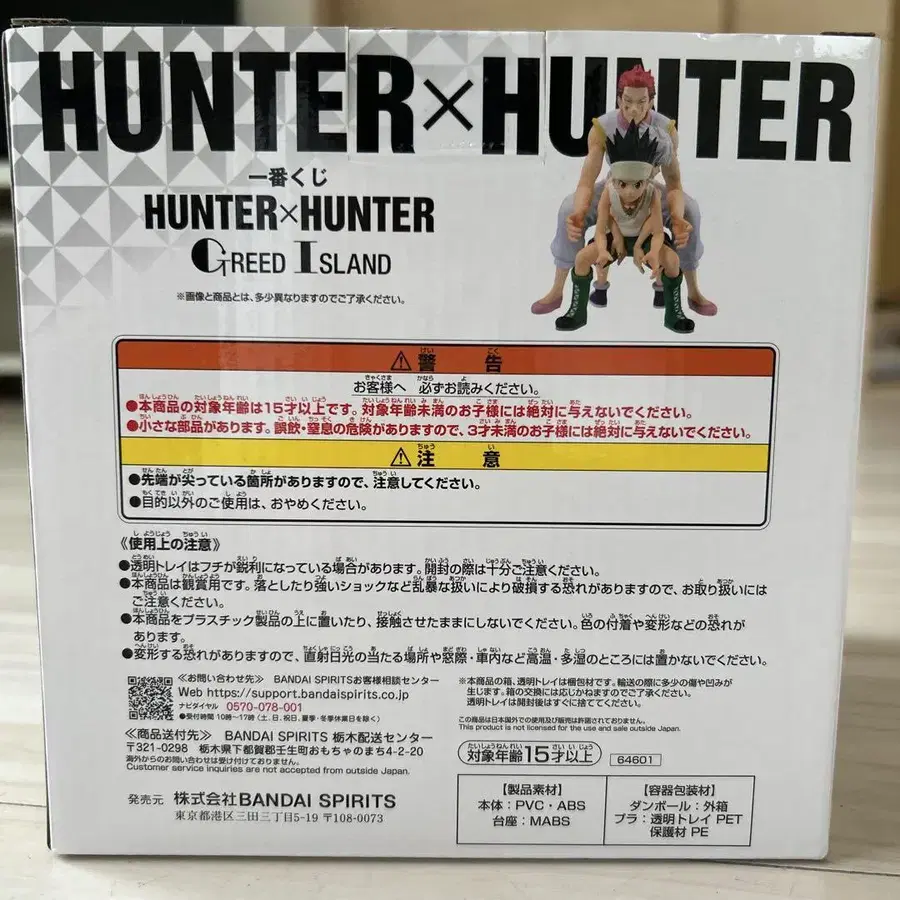 HUNTER×HUNTER
一番くじ
HUNTER×HUNTER
GREED ISLAND
※画像と商品とは、多少異なりますのでご了承ください。
⚠警告
お客様へ 必ずお読みください。
●本商品の対象年齢は15才以上です。対象年齢未満のお子様には絶対に与えないでください。
●小さな部品があります。誤飲・窒息の危険がありますので、3才未満のお子様には絶対に与えないでください。
⚠注意
●先端が尖っている箇所がありますので、注意してください。
●目的以外のご使用は、おやめください。
《使用上の注意》
●透明トレイはフチが鋭利になっている場合があります。開封の際は十分ご注意ください。
●本商品は観賞用です。落としたり強いショックなど乱暴な扱いにより破損する恐れがありますので、お取り扱いには
ご注意ください。
●本商品をプラスチック製品の上に置いたり、接触させたままにしないでください。色の付着や変形などの恐れが
あります。
●変形する恐れがありますので、直射日光の当たる場所や窓際・車内など高温・多湿のところには置かないでください。
≪お問い合わせ先≫ BANDAI SPIRITSお客様相談センター
Web https://support.bandaispirits.co.jp
ナビダイヤル 0570-078-001
●受付時間 10時~17時(土、日、祝日、夏季・冬季休業日を除く)
≪商品送付先≫ BANDAI SPIRITS 栃木配送センター
〒321-0298 栃木県下都賀郡壬生町おもちゃのまち4-2-20
海外からのお問い合わせは受け付けておりません。
Customer service inquiries are not accepted from outside Japan.
発売元 株式会社BANDAI SPIRITS
東京都港区三田三丁目5-19 〒108-0073
※本商品の箱、透明トレイは梱包材です。輸送の際に多少の傷や凹みが
生じます。箱の交換には応じかねますのでご了承ください。
透明トレイは開封後はすぐに捨ててください。
この商品は日本国外での使用及び販売は許諾されておりません。
This product is not licensed for the use and sale outside Japan.
対象年齢15才以上
64601
【製品素材】
本体:PVC・ABS
台座:MABS
【容器包装材】
ダンボール:外箱
プラ:透明トレイ PET
保護材 PE